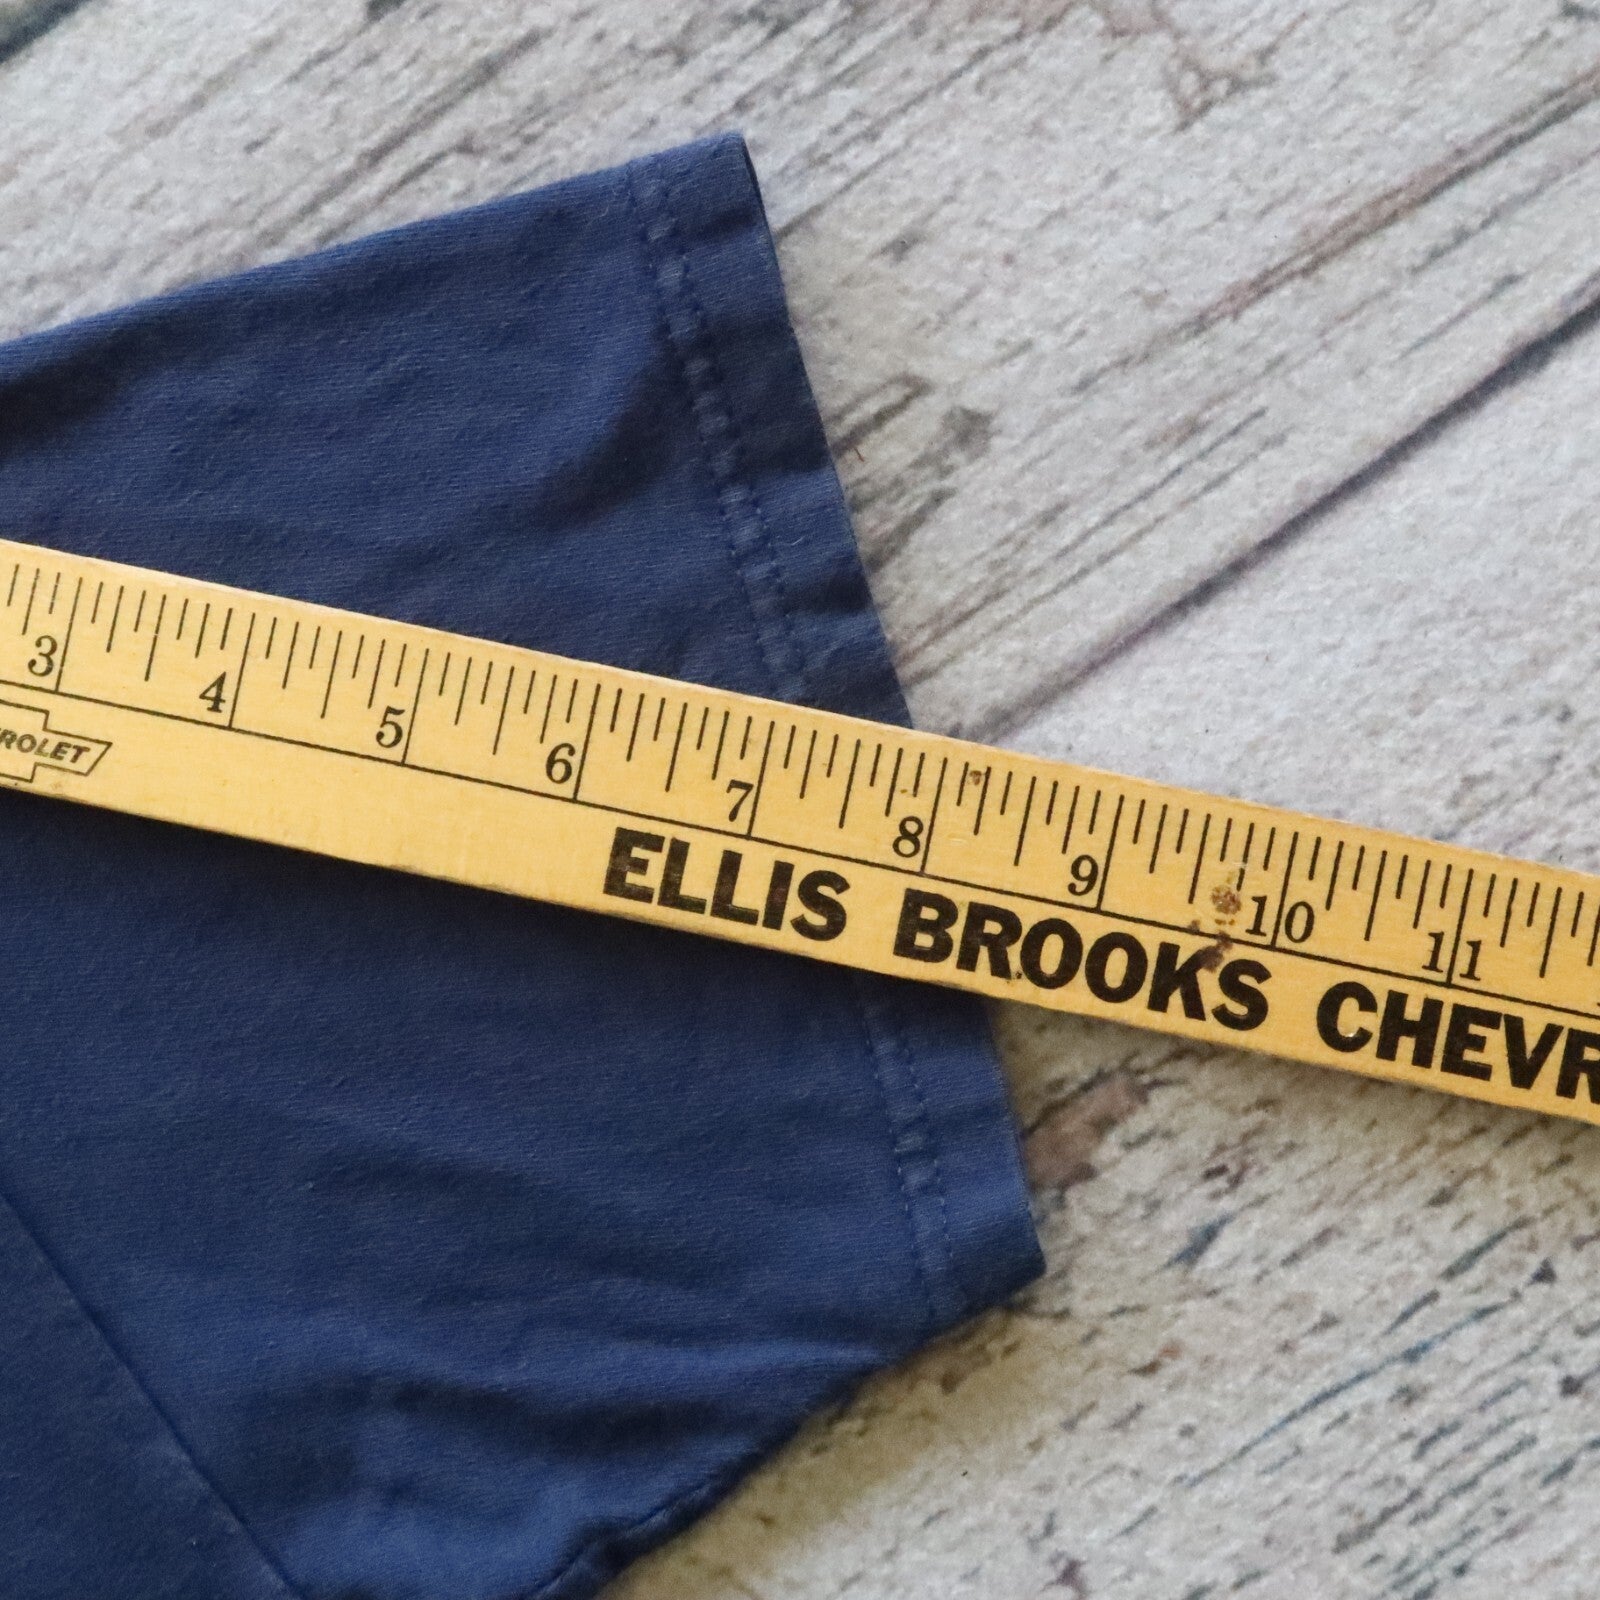 3 4 5 6 7 8 9 10 11
ROLET
ELLIS BROOKS CHEVR